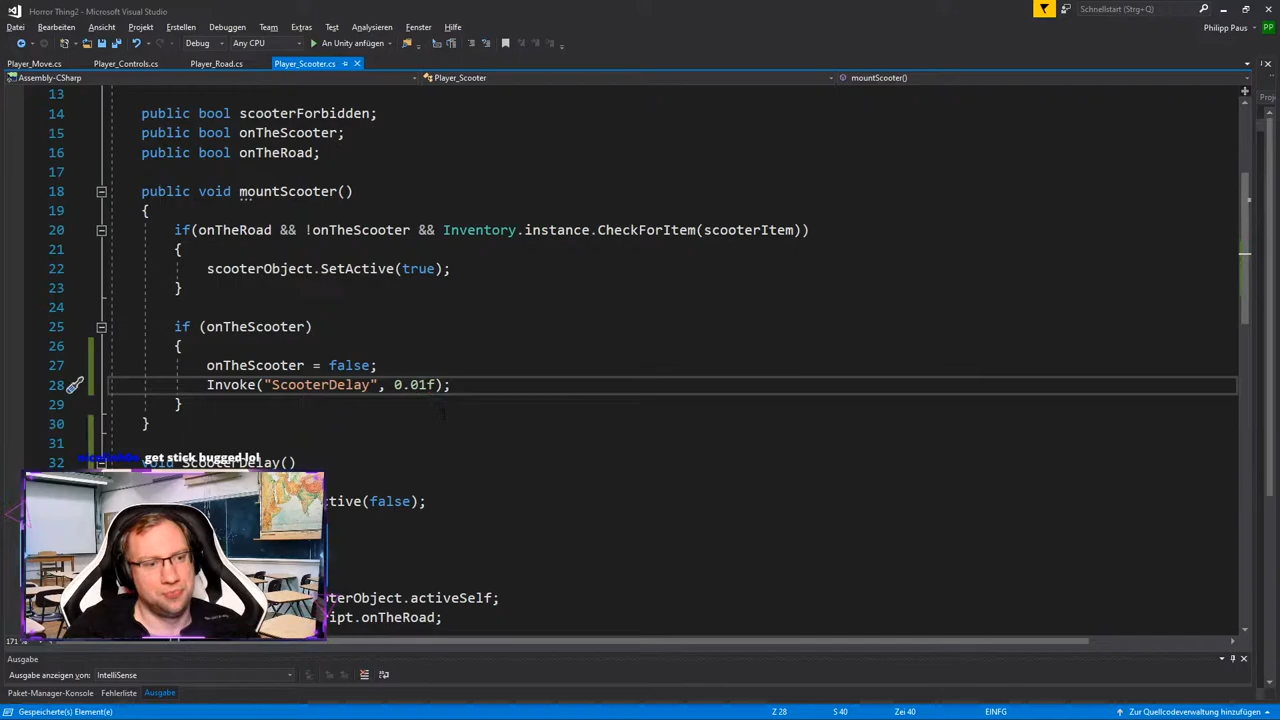 Horror Thing2 - Microsoft Visual Studio
Schnellstart (Strg+Q)
Datei Bearbeiten Ansicht Projekt Erstellen Debuggen Team Extras Test Analysieren Fenster Hilfe
Philipp Paus PP
Debug Any CPU An Unity anfügen
Player_Move.cs Player_Controls.cs Player_Road.cs Player_Scooter.cs
Assembly-CSharp Player_Scooter mountScooter()
Proj
13
14 public bool scooterForbidden;
15 public bool onTheScooter;
16 public bool onTheRoad;
17
18 public void mountScooter()
19 {
20 if(onTheRoad && !onTheScooter && Inventory.instance.CheckForItem(scooterItem))
21 {
22 scooterObject.SetActive(true);
23 }
24
25 if (onTheScooter)
26 {
27 onTheScooter = false;
28 Invoke("ScooterDelay", 0.01f);
29 }
30 }
31
get stick bugged lol
32 void ScooterDelay()
tive(false);
terObject.activeSelf;
ipt.onTheRoad;
171
Ausgabe
Ausgabe anzeigen von: IntelliSense
Paket-Manager-Konsole Fehlerliste Ausgabe
Gespeicherte(s) Element(e) Z 28 S 40 Zei 40 EINFG Zur Quellcodeverwaltung hinzufügen